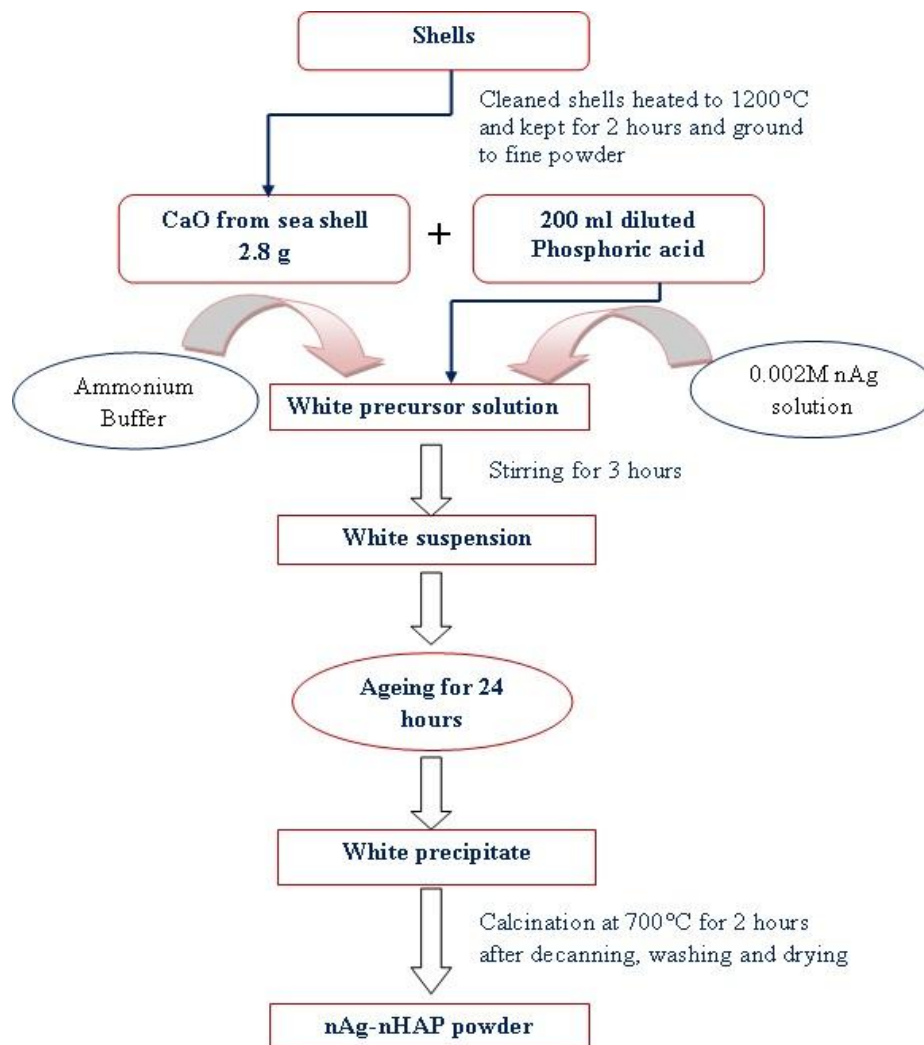 Shells
Cleaned shells heated to 1200°C
and kept for 2 hours and ground
to fine powder
CaO from sea shell
2.8 g
+
200 ml diluted
Phosphoric acid
Ammonium
Buffer
0.002M nAg
solution
White precursor solution
Stirring for 3 hours
White suspension
Ageing for 24
hours
White precipitate
Calcination at 700°C for 2 hours
after decanning, washing and drying
nAg-nHAP powder